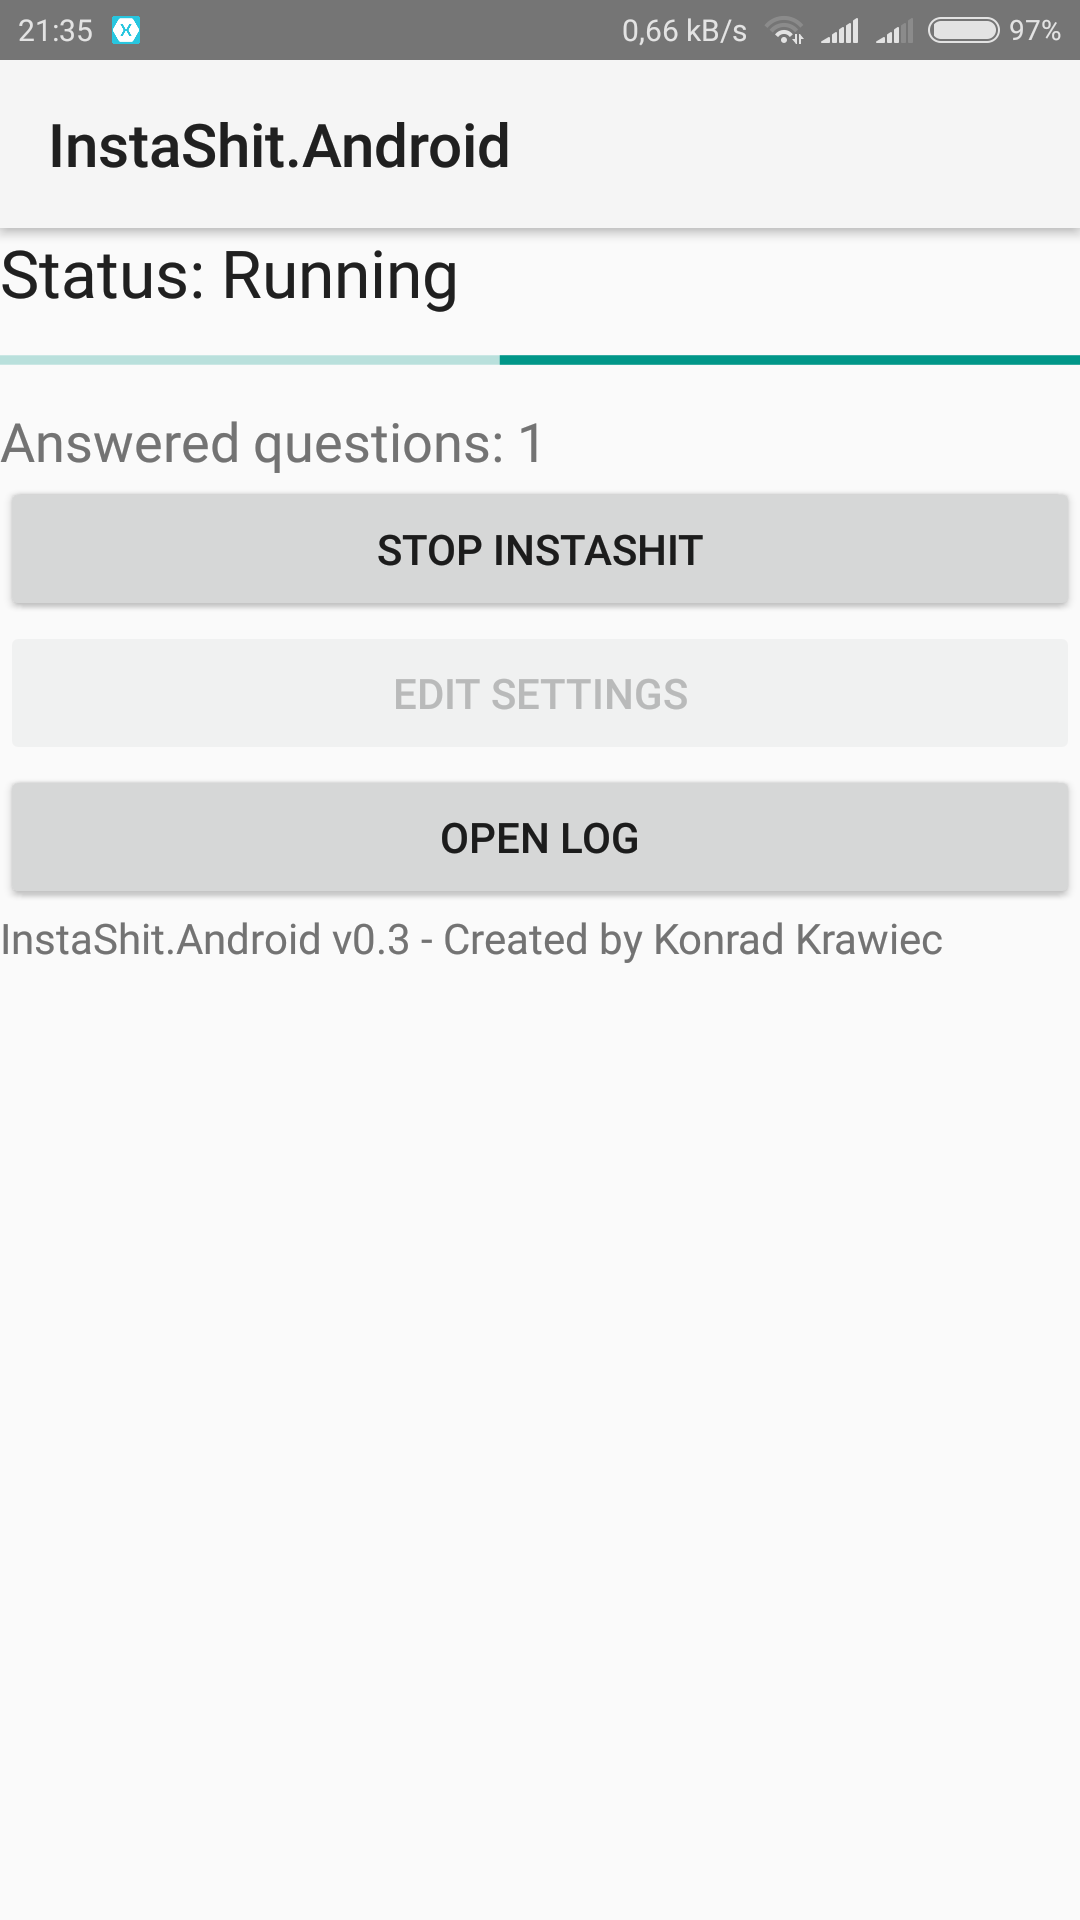 21:35 X 0,66 kB/s 97%
InstaShit.Android
Status: Running
Answered questions: 1
STOP INSTASHIT
EDIT SETTINGS
OPEN LOG
InstaShit.Android v0.3 - Created by Konrad Krawiec